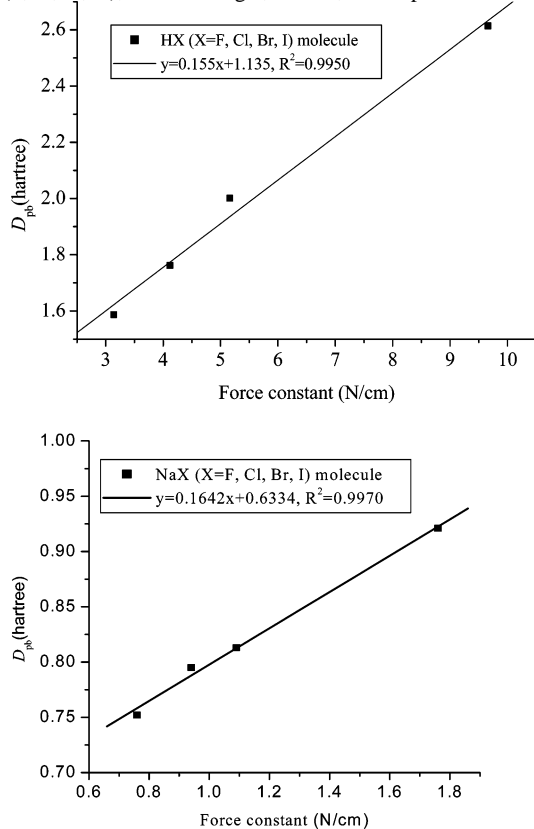 2.6
HX (X=F, Cl, Br, I) molecule
y=0.155x+1.135, R²=0.9950
2.4
2.2
D_pb(hartree)
2.0
1.8
1.6
3 4 5 6 7 8 9 10
Force constant (N/cm)
1.00
NaX (X=F, Cl, Br, I) molecule
y=0.1642x+0.6334, R²=0.9970
0.95
0.90
D_pb(hartree)
0.85
0.80
0.75
0.70
0.6 0.8 1.0 1.2 1.4 1.6 1.8
Force constant (N/cm)